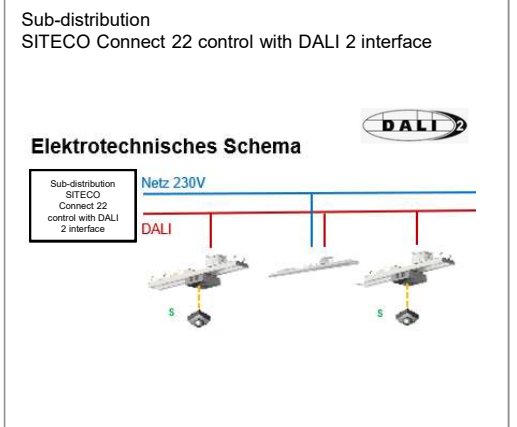 Sub-distribution
SITECO Connect 22 control with DALI 2 interface
DALI 2
Elektrotechnisches Schema
Sub-distribution
SITECO
Connect 22
control with DALI
2 interface
Netz 230V
DALI
S
S